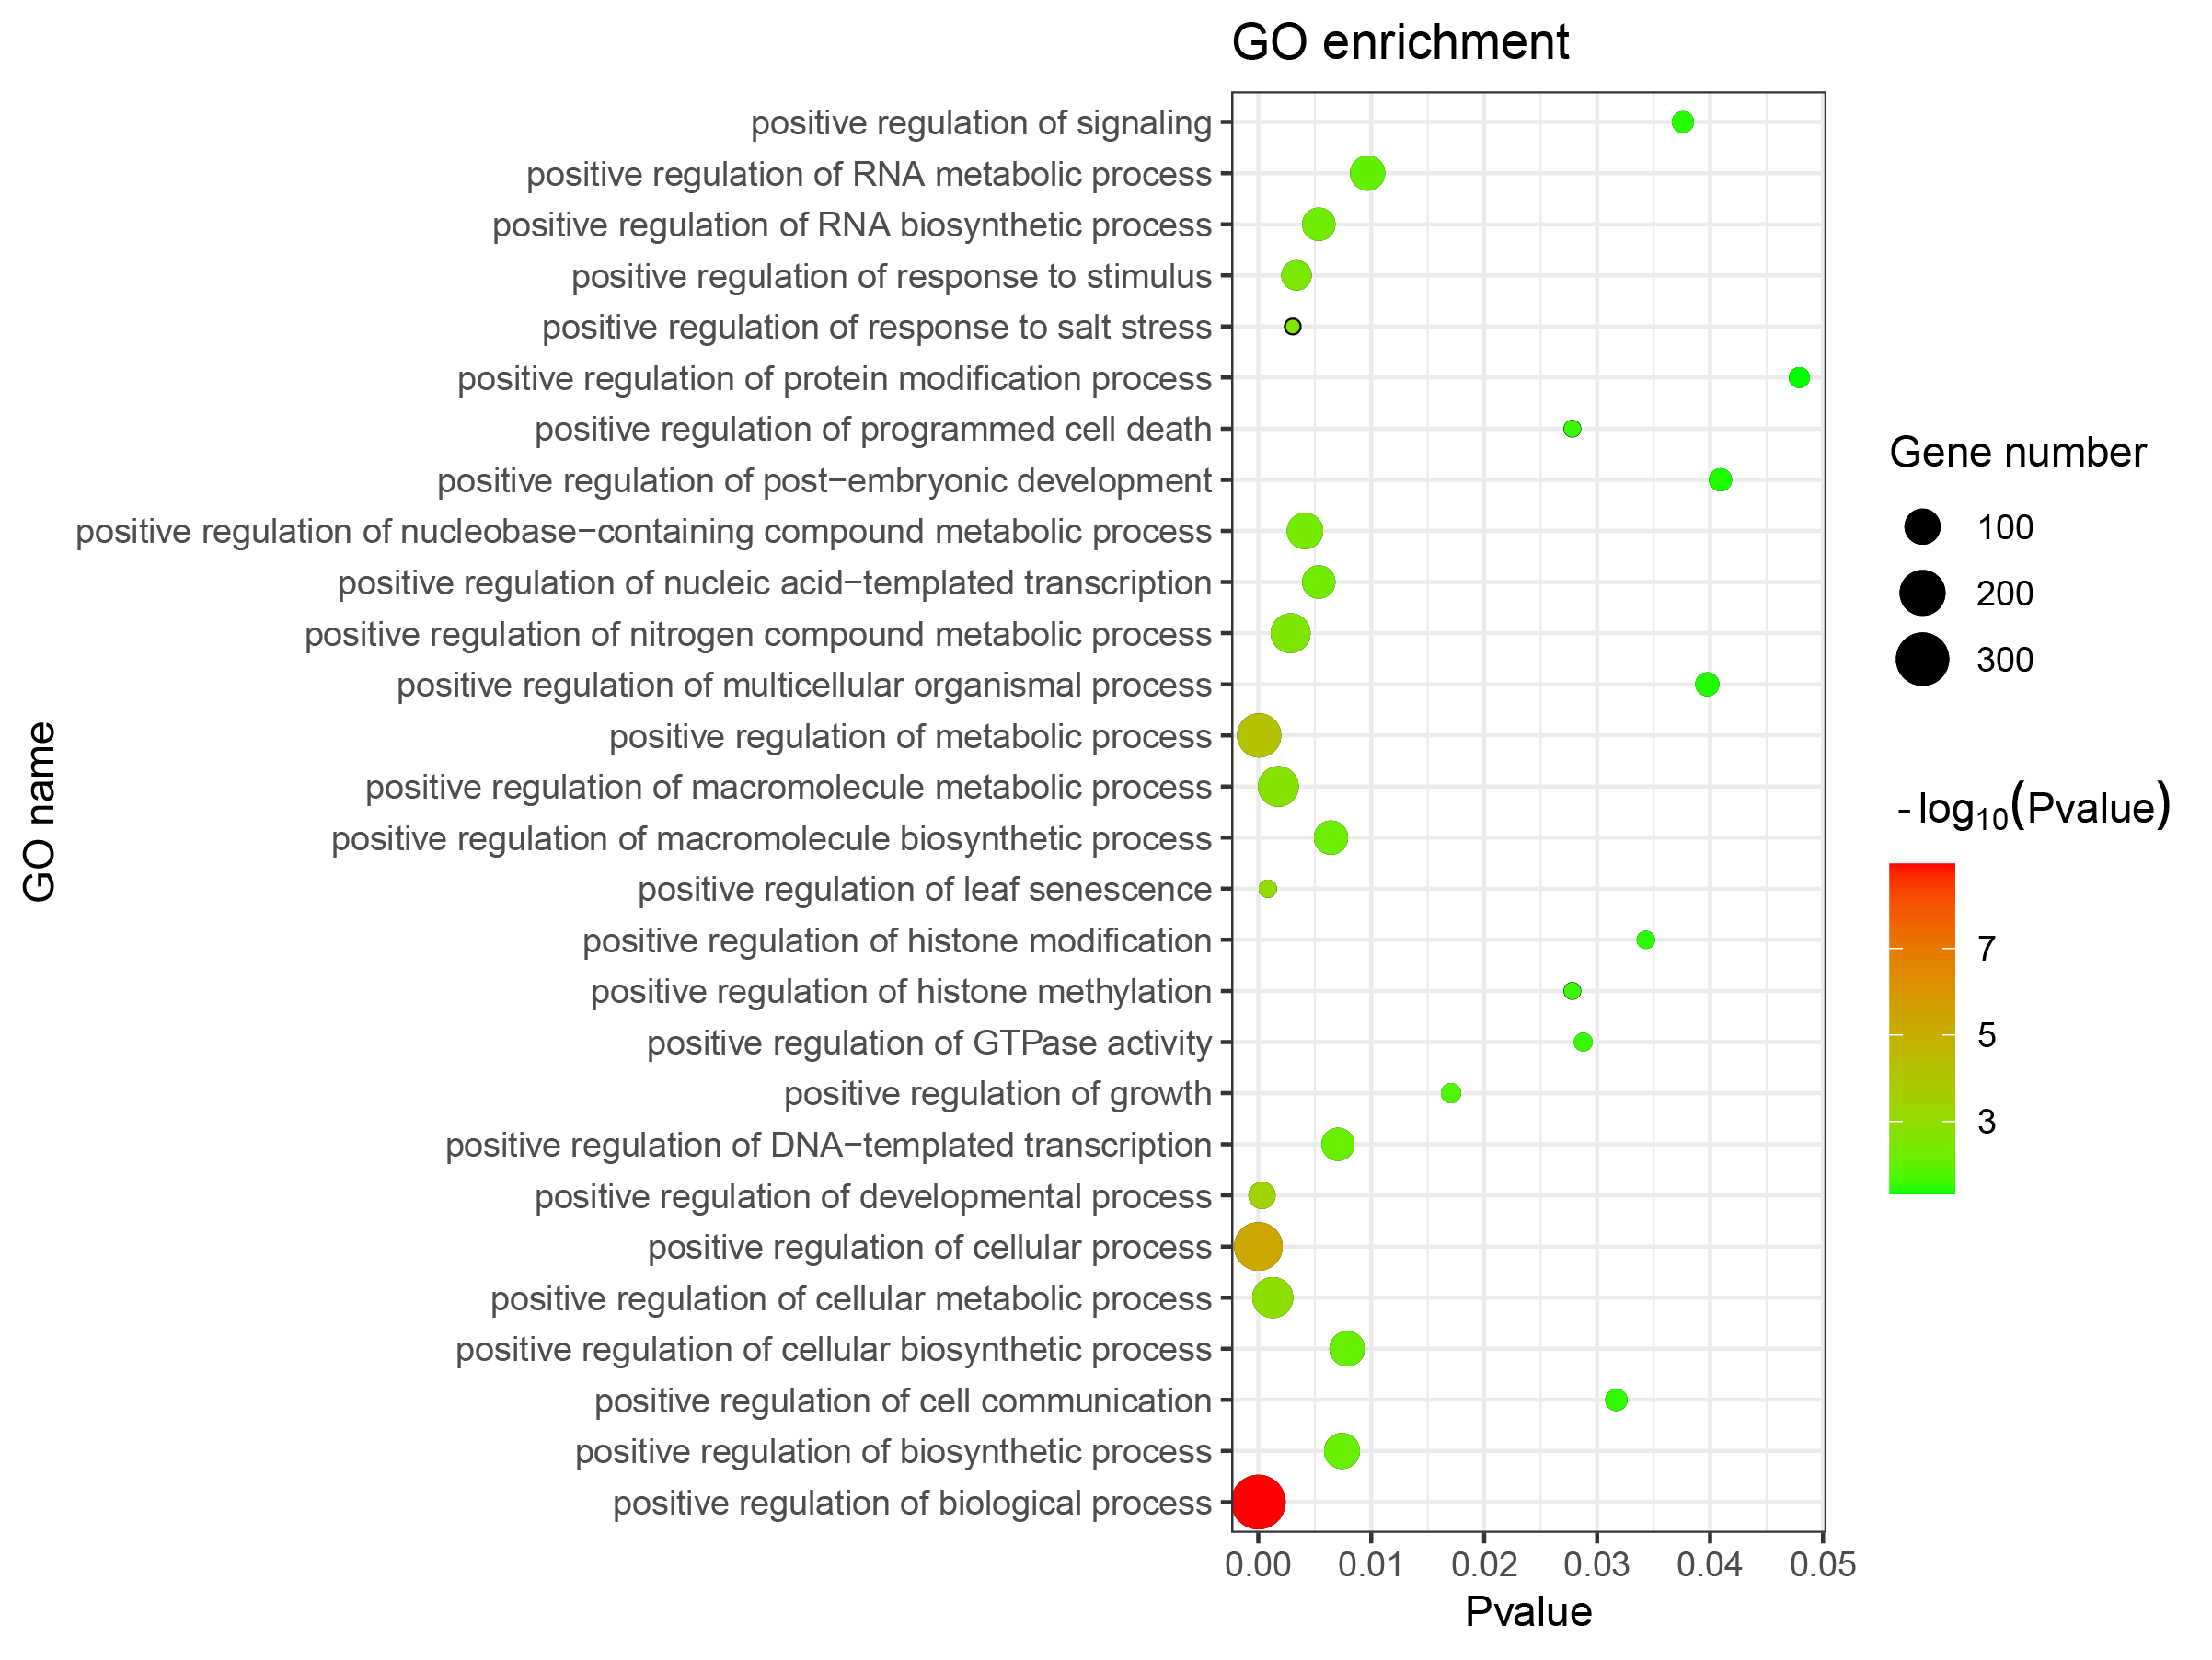 GO enrichment
positive regulation of signaling
positive regulation of RNA metabolic process
positive regulation of RNA biosynthetic process
positive regulation of response to stimulus
positive regulation of response to salt stress
positive regulation of protein modification process
positive regulation of programmed cell death
positive regulation of post−embryonic development
positive regulation of nucleobase−containing compound metabolic process
positive regulation of nucleic acid−templated transcription
positive regulation of nitrogen compound metabolic process
positive regulation of multicellular organismal process
positive regulation of metabolic process
positive regulation of macromolecule metabolic process
positive regulation of macromolecule biosynthetic process
positive regulation of leaf senescence
positive regulation of histone modification
positive regulation of histone methylation
positive regulation of GTPase activity
positive regulation of growth
positive regulation of DNA−templated transcription
positive regulation of developmental process
positive regulation of cellular process
positive regulation of cellular metabolic process
positive regulation of cellular biosynthetic process
positive regulation of cell communication
positive regulation of biosynthetic process
positive regulation of biological process
GO name
0.00 0.01 0.02 0.03 0.04 0.05
Pvalue
Gene number
100
200
300
- log₁₀(Pvalue)
7
5
3